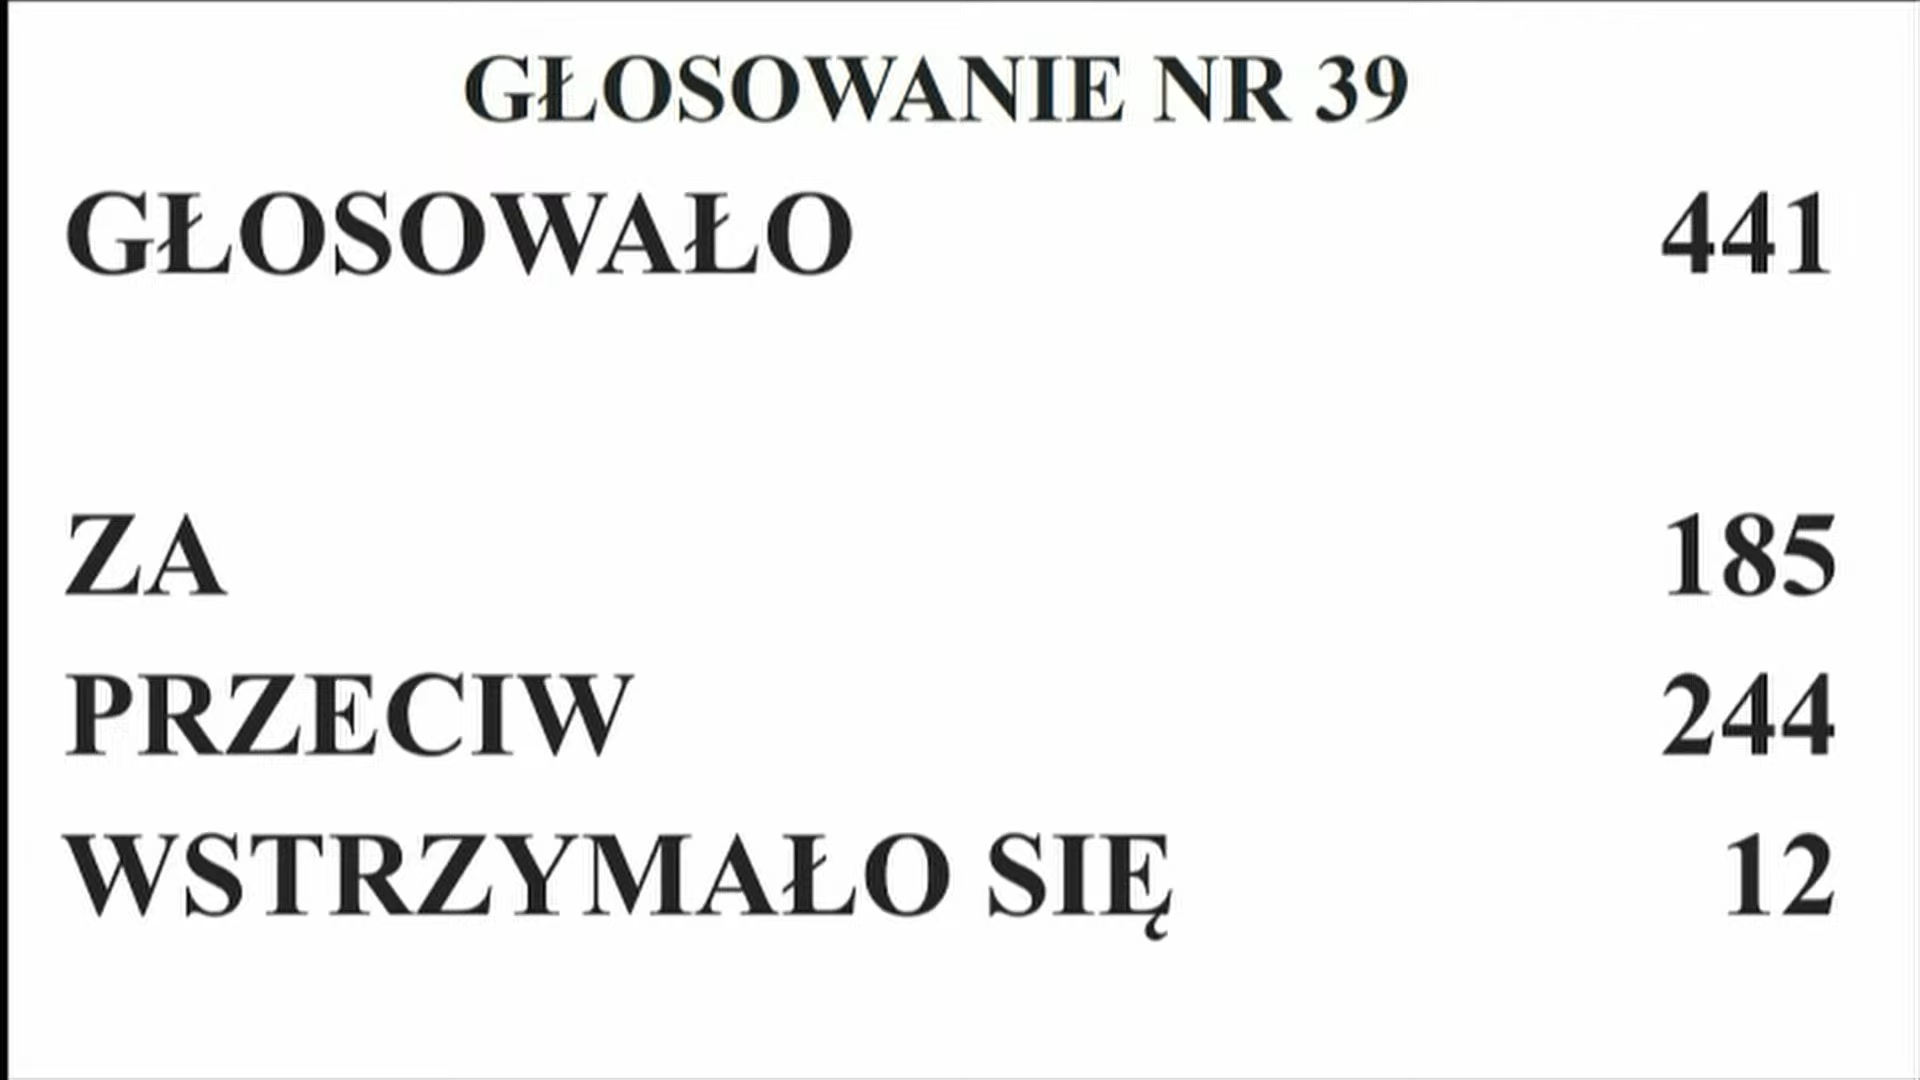 GŁOSOWANIE NR 39
GŁOSOWAŁO 441
ZA 185
PRZECIW 244
WSTRZYMAŁO SIĘ 12